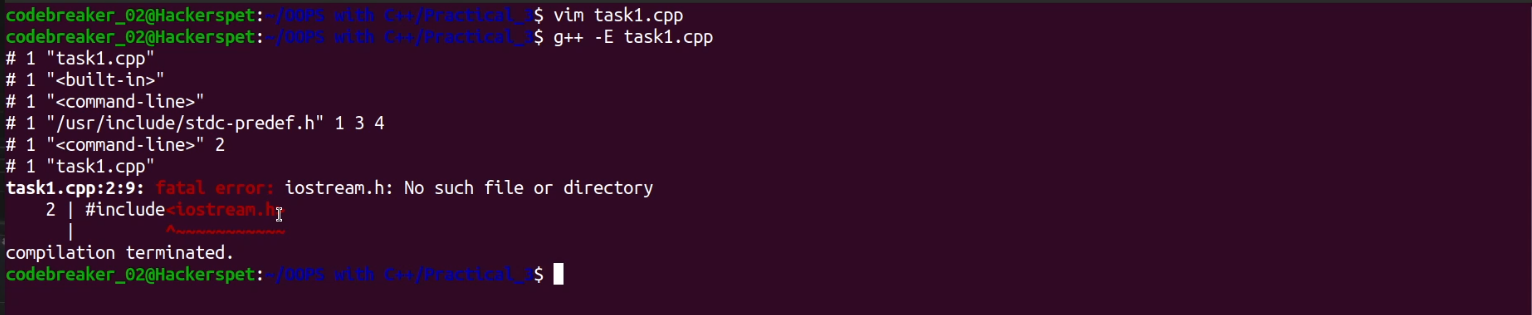 codebreaker_02@Hackerspet:~/OOPS with C++/Practical_3$ vim task1.cpp
codebreaker_02@Hackerspet:~/OOPS with C++/Practical_3$ g++ -E task1.cpp
# 1 "task1.cpp"
# 1 "<built-in>"
# 1 "<command-line>"
# 1 "/usr/include/stdc-predef.h" 1 3 4
# 1 "<command-line>" 2
# 1 "task1.cpp"
task1.cpp:2:9: fatal error: iostream.h: No such file or directory
    2 | #include<iostream.h>
      |         ^~~~~~~~~~~~
compilation terminated.
codebreaker_02@Hackerspet:~/OOPS with C++/Practical_3$